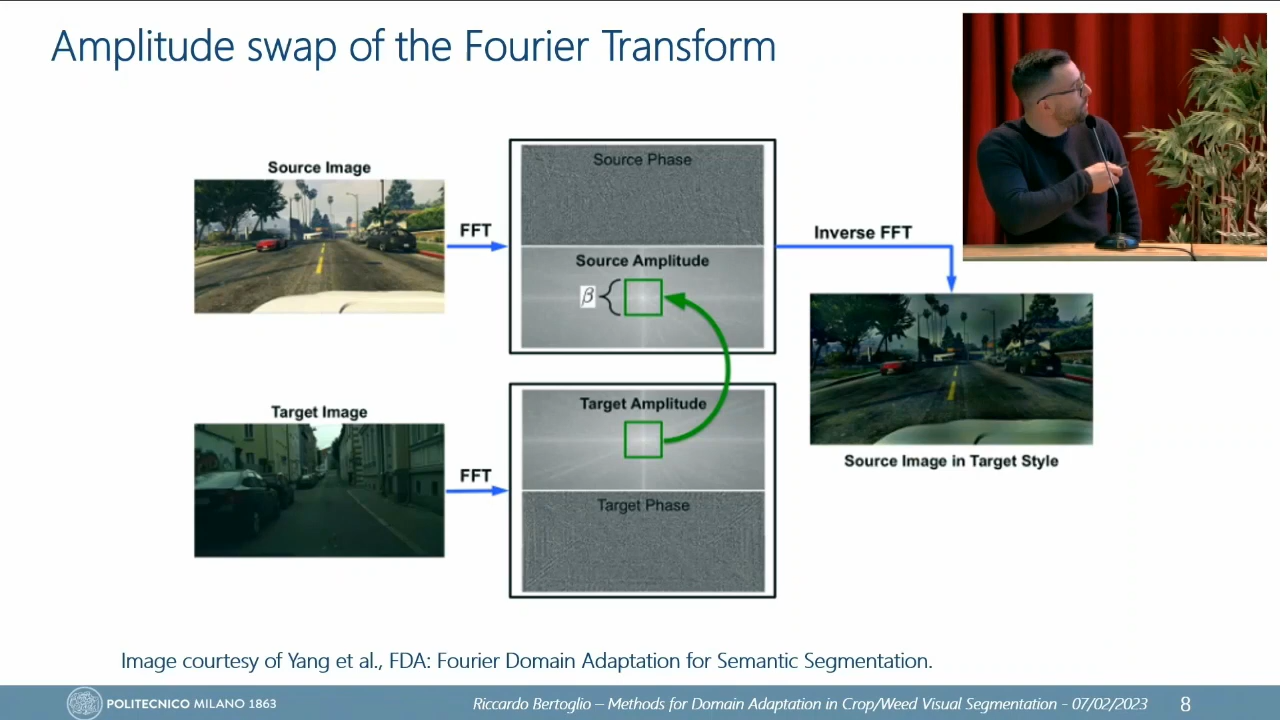 Amplitude swap of the Fourier Transform
Source Image
FFT
Source Phase
Source Amplitude
β
Inverse FFT
Target Image
FFT
Target Amplitude
Target Phase
Source Image in Target Style
Image courtesy of Yang et al., FDA: Fourier Domain Adaptation for Semantic Segmentation.
POLITECNICO MILANO 1863
Riccardo Bertoglio – Methods for Domain Adaptation in Crop/Weed Visual Segmentation - 07/02/2023
8